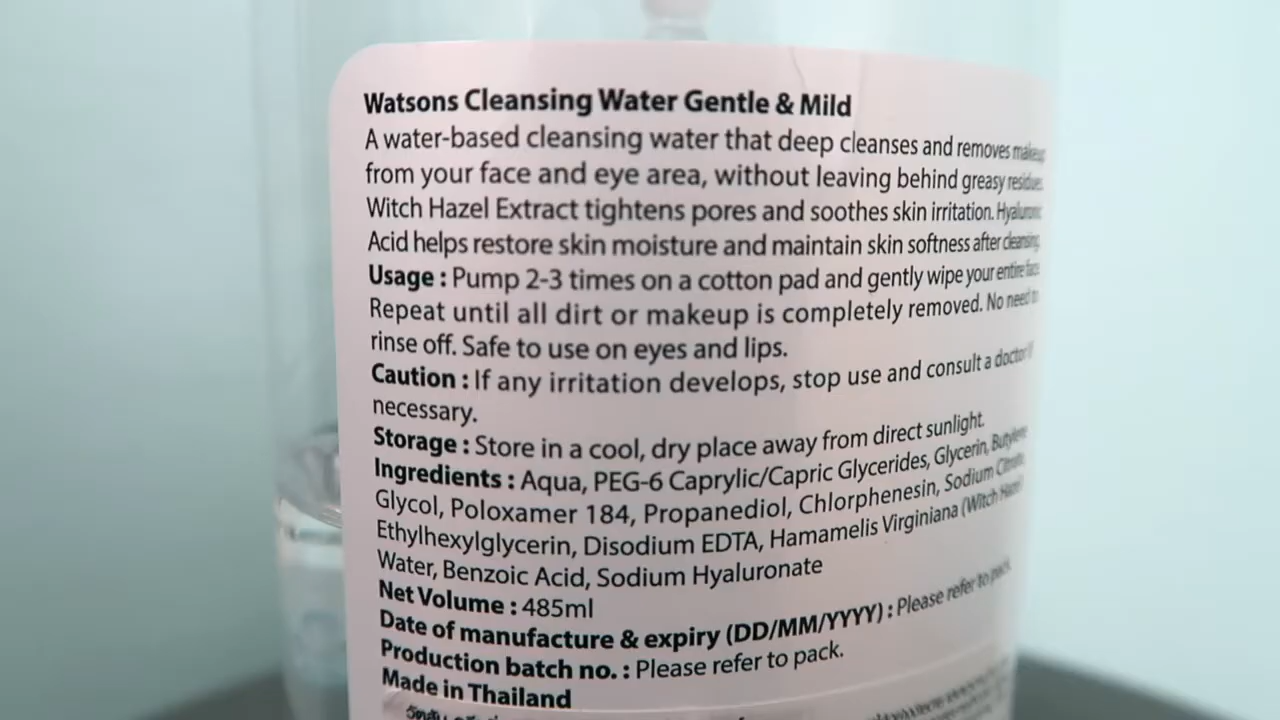 Watsons Cleansing Water Gentle & Mild
A water-based cleansing water that deep cleanses and removes makeup
from your face and eye area, without leaving behind greasy residues.
Witch Hazel Extract tightens pores and soothes skin irritation. Hyaluronic
Acid helps restore skin moisture and maintain skin softness after cleansing.
Usage : Pump 2-3 times on a cotton pad and gently wipe your entire face.
Repeat until all dirt or makeup is completely removed. No need to
rinse off. Safe to use on eyes and lips.
Caution : If any irritation develops, stop use and consult a doctor if
necessary.
Storage : Store in a cool, dry place away from direct sunlight.
Ingredients : Aqua, PEG-6 Caprylic/Capric Glycerides, Glycerin, Butylene
Glycol, Poloxamer 184, Propanediol, Chlorphenesin, Sodium Citrate,
Ethylhexylglycerin, Disodium EDTA, Hamamelis Virginiana (Witch Hazel)
Water, Benzoic Acid, Sodium Hyaluronate
Net Volume : 485ml
Date of manufacture & expiry (DD/MM/YYYY) : Please refer to pack.
Production batch no. : Please refer to pack.
Made in Thailand